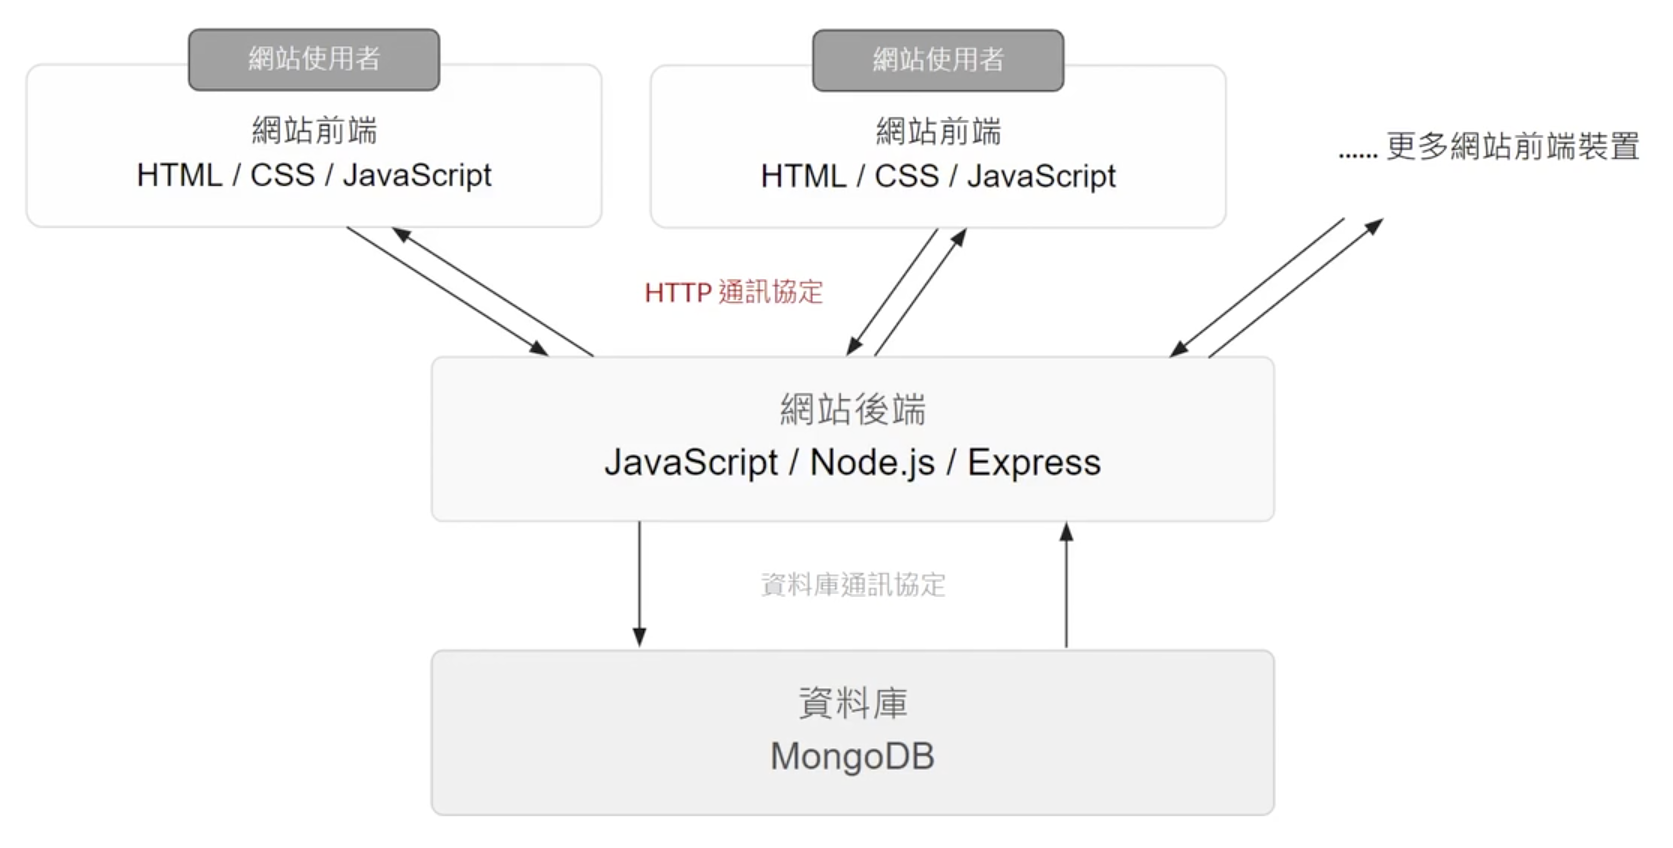 網站使用者
網站前端
HTML / CSS / JavaScript
網站使用者
網站前端
HTML / CSS / JavaScript
...... 更多網站前端裝置
HTTP 通訊協定
網站後端
JavaScript / Node.js / Express
資料庫通訊協定
資料庫
MongoDB